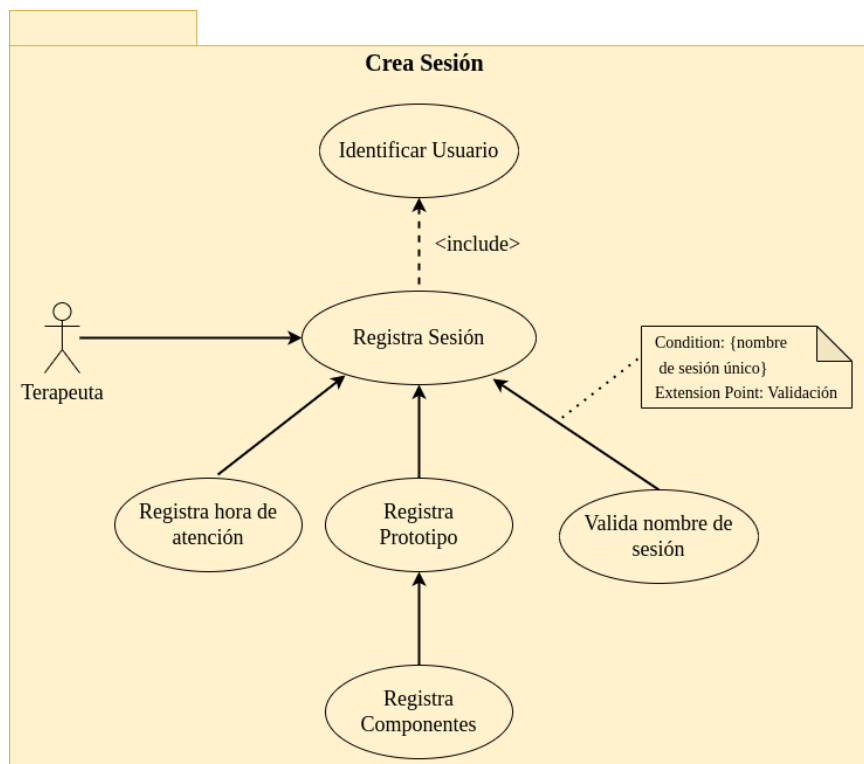 Crea Sesión
Identificar Usuario
<include>
Registra Sesión
Terapeuta
Condition: {nombre
de sesión único}
Extension Point: Validación
Registra hora de
atención
Registra
Prototipo
Valida nombre de
sesión
Registra
Componentes